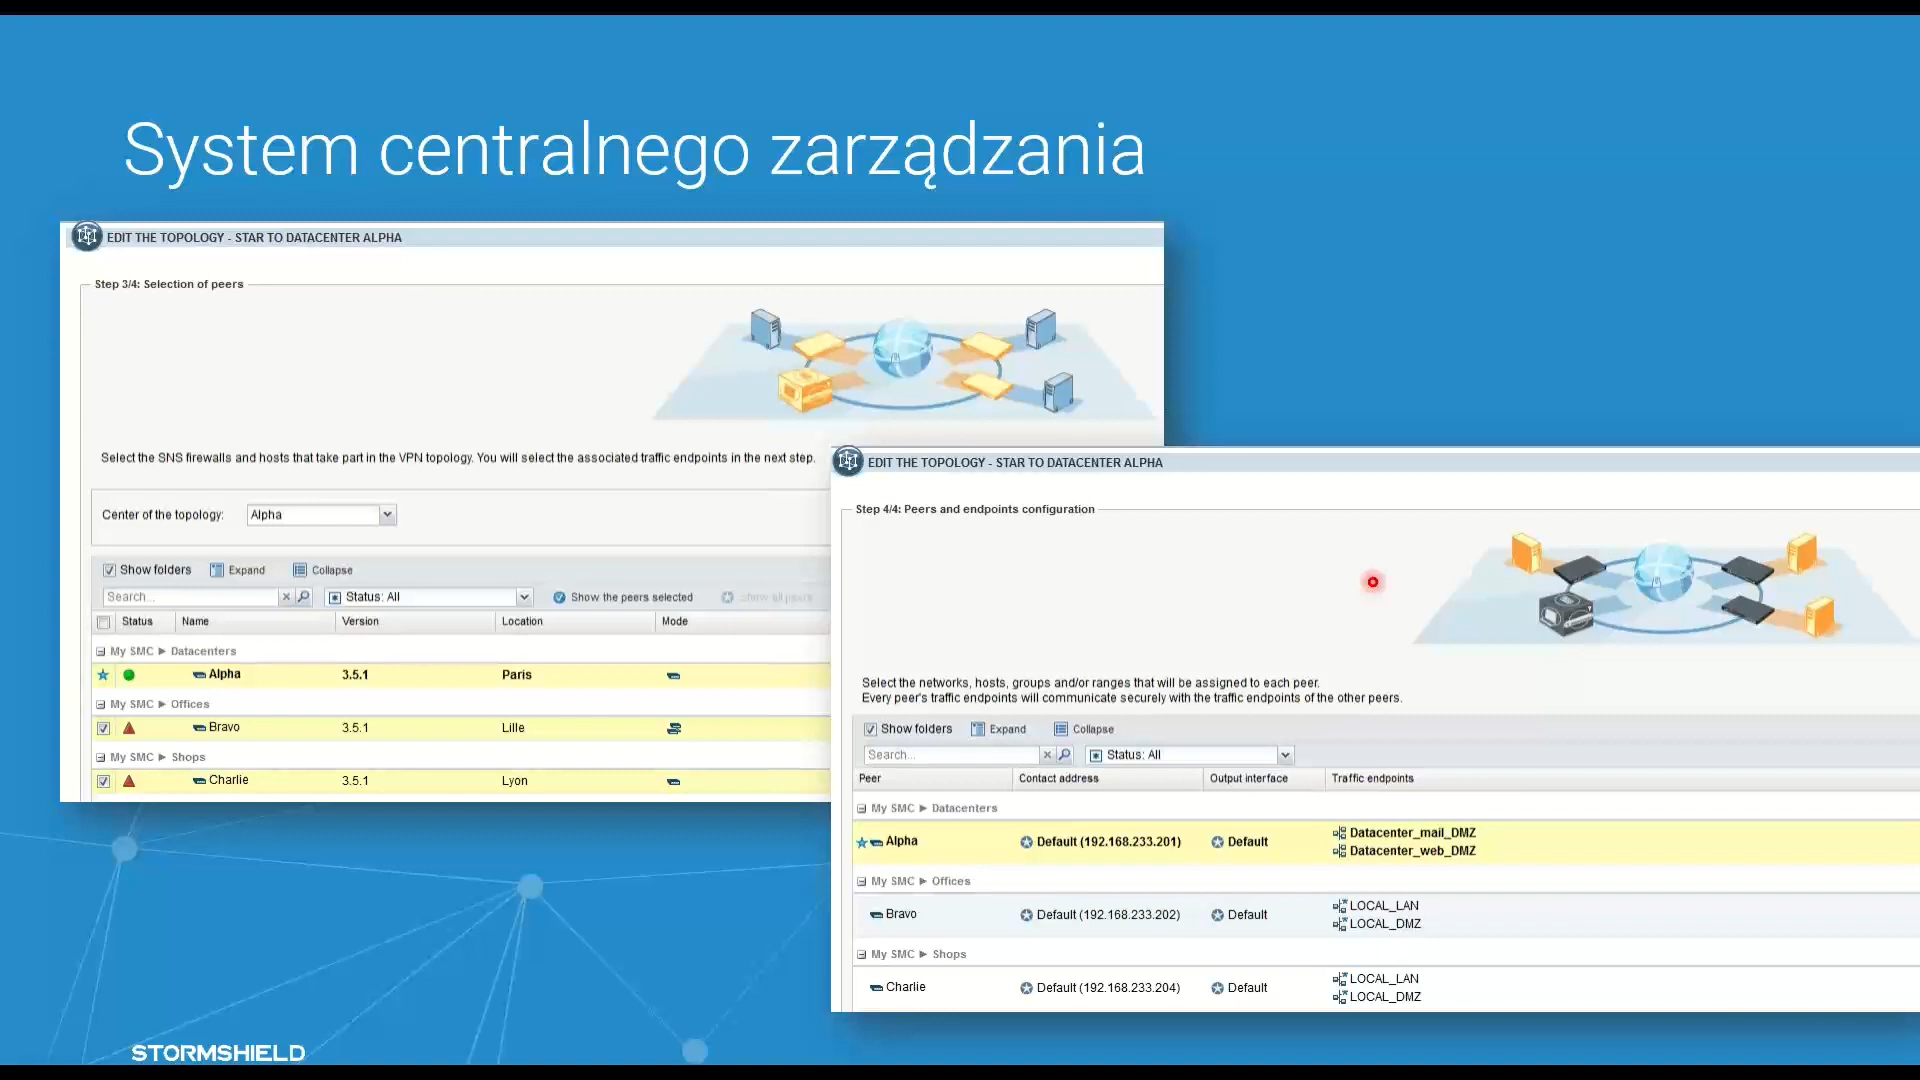 System centralnego zarządzania
EDIT THE TOPOLOGY - STAR TO DATACENTER ALPHA
Step 3/4: Selection of peers
Select the SNS firewalls and hosts that take part in the VPN topology. You will select the associated traffic endpoints in the next step.
Center of the topology: Alpha
Show folders Expand Collapse
Search... Status: All Show the peers selected Show all peers
Status Name Version Location Mode
My SMC ▶ Datacenters
Alpha 3.5.1 Paris
My SMC ▶ Offices
Bravo 3.5.1 Lille
My SMC ▶ Shops
Charlie 3.5.1 Lyon
EDIT THE TOPOLOGY - STAR TO DATACENTER ALPHA
Step 4/4: Peers and endpoints configuration
Select the networks, hosts, groups and/or ranges that will be assigned to each peer.
Every peer's traffic endpoints will communicate securely with the traffic endpoints of the other peers.
Show folders Expand Collapse
Search... Status: All
Peer Contact address Output interface Traffic endpoints
My SMC ▶ Datacenters
Alpha Default (192.168.233.201) Default Datacenter_mail_DMZ
Datacenter_web_DMZ
My SMC ▶ Offices
Bravo Default (192.168.233.202) Default LOCAL_LAN
LOCAL_DMZ
My SMC ▶ Shops
Charlie Default (192.168.233.204) Default LOCAL_LAN
LOCAL_DMZ
STORMSHIELD